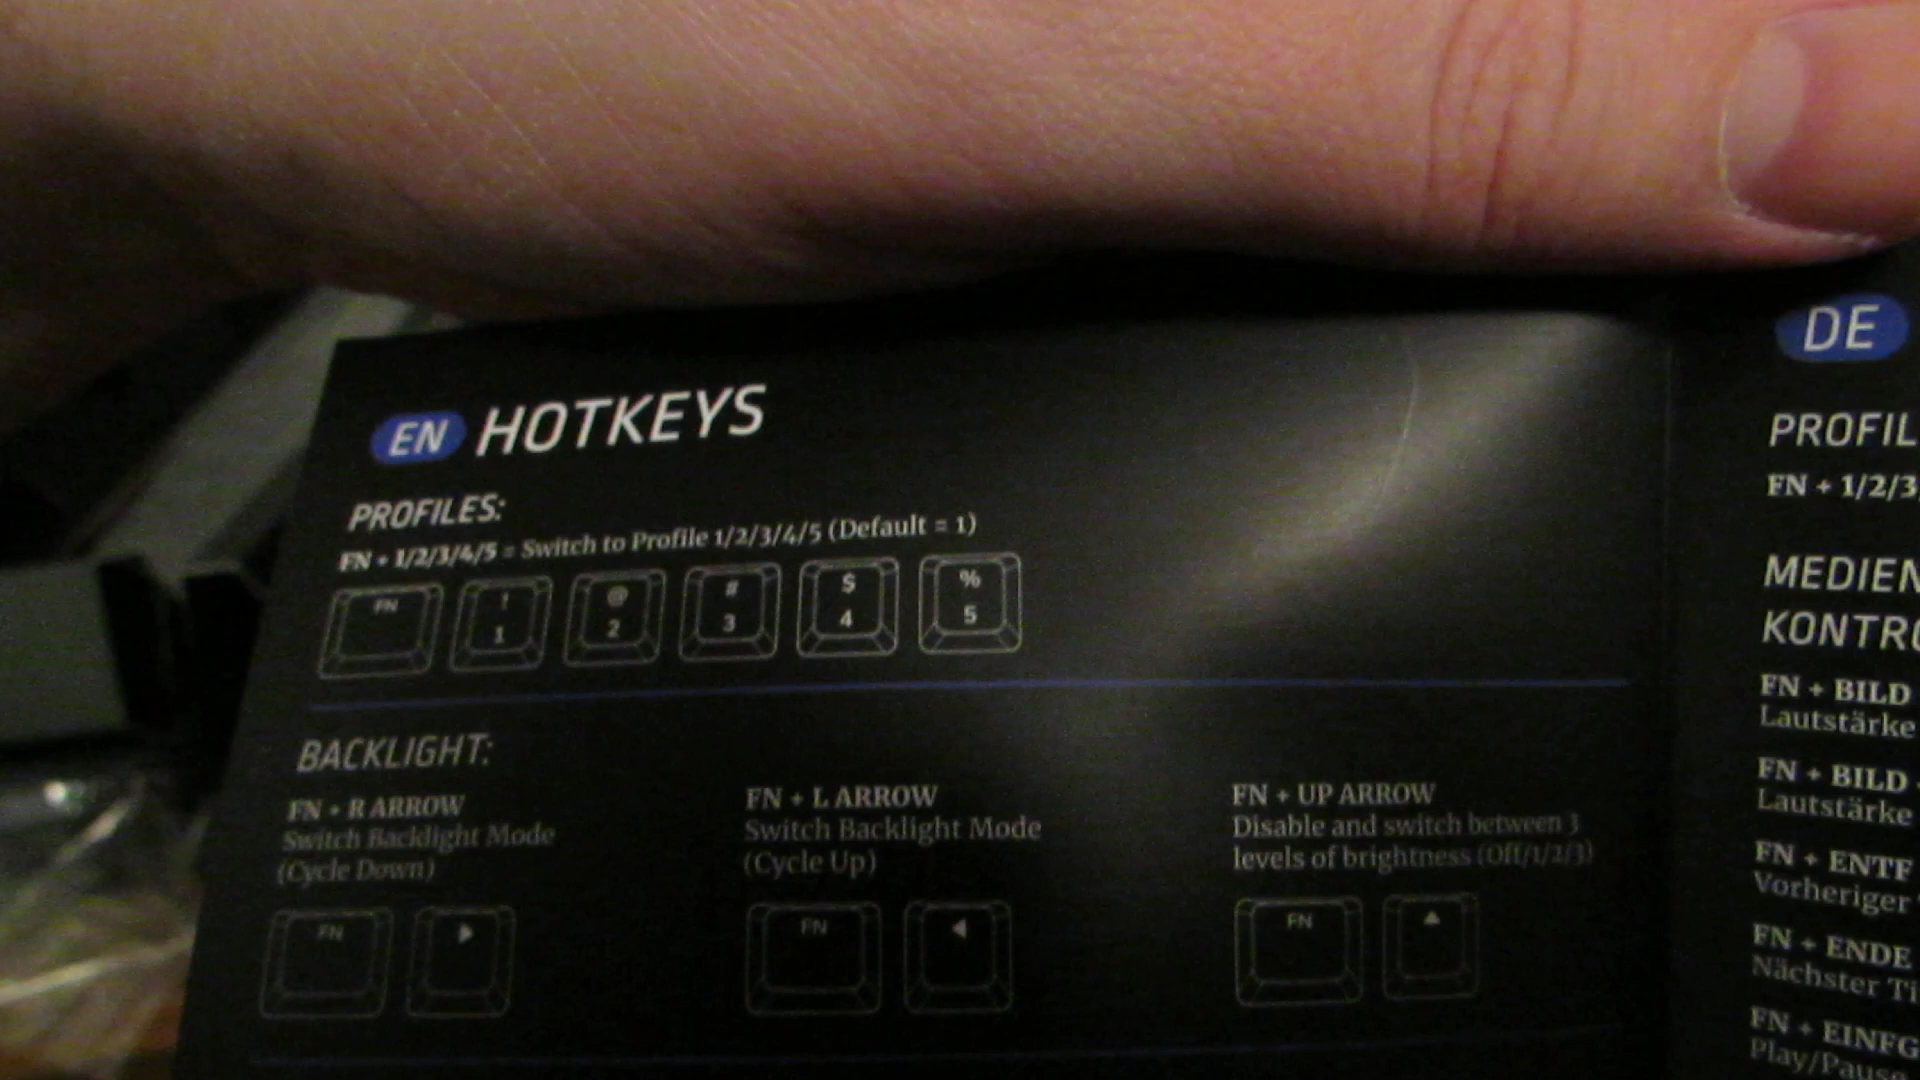 EN HOTKEYS
PROFILES:
FN + 1/2/3/4/5 = Switch to Profile 1/2/3/4/5 (Default = 1)
FN ! 1 @ 2 # 3 $ 4 % 5
BACKLIGHT:
FN + R ARROW
Switch Backlight Mode
(Cycle Down)
FN
FN + L ARROW
Switch Backlight Mode
(Cycle Up)
FN
FN + UP ARROW
Disable and switch between 3
levels of brightness (Off/1/2/3)
FN
DE
PROFIL
FN + 1/2/3
MEDIEN
KONTRO
FN + BILD
Lautstärke
FN + BILD
Lautstärke
FN + ENTF
Vorheriger
FN + ENDE
Nächster Ti
FN + EINFG
Play/Pause